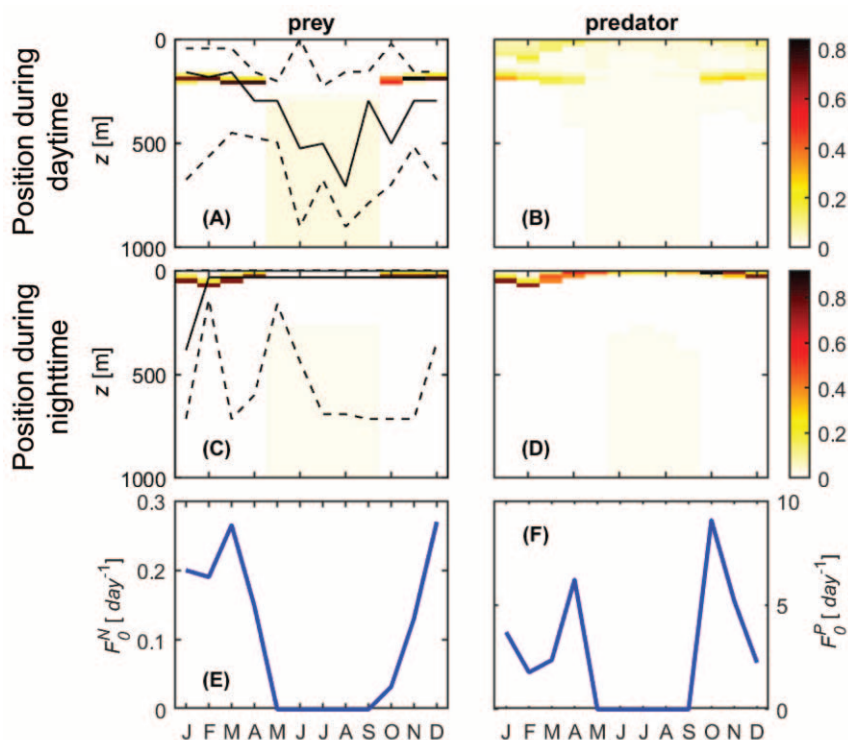 prey predator
Position during daytime
z [m]
0
500
1000
(A)
(B)
0.8
0.6
0.4
0.2
0
Position during nighttime
z [m]
0
500
1000
(C)
(D)
0.8
0.6
0.4
0.2
0
F₀ᴺ [ day⁻¹ ]
0.3
0.2
0.1
0
(E)
J F M A M J J A S O N D
(F)
J F M A M J J A S O N D
10
5
0
F₀ᴾ [ day⁻¹ ]